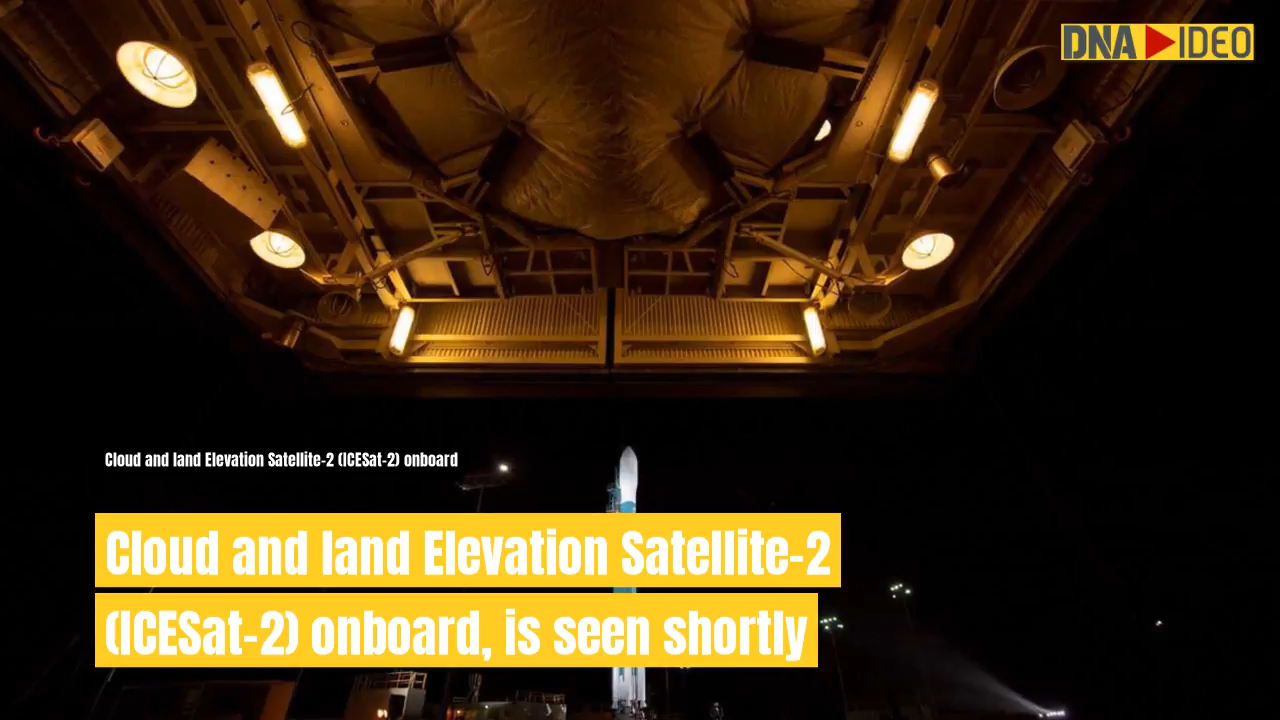 DNA VIDEO
Cloud and land Elevation Satellite-2 (ICESat-2) onboard
Cloud and land Elevation Satellite-2
(ICESat-2) onboard, is seen shortly